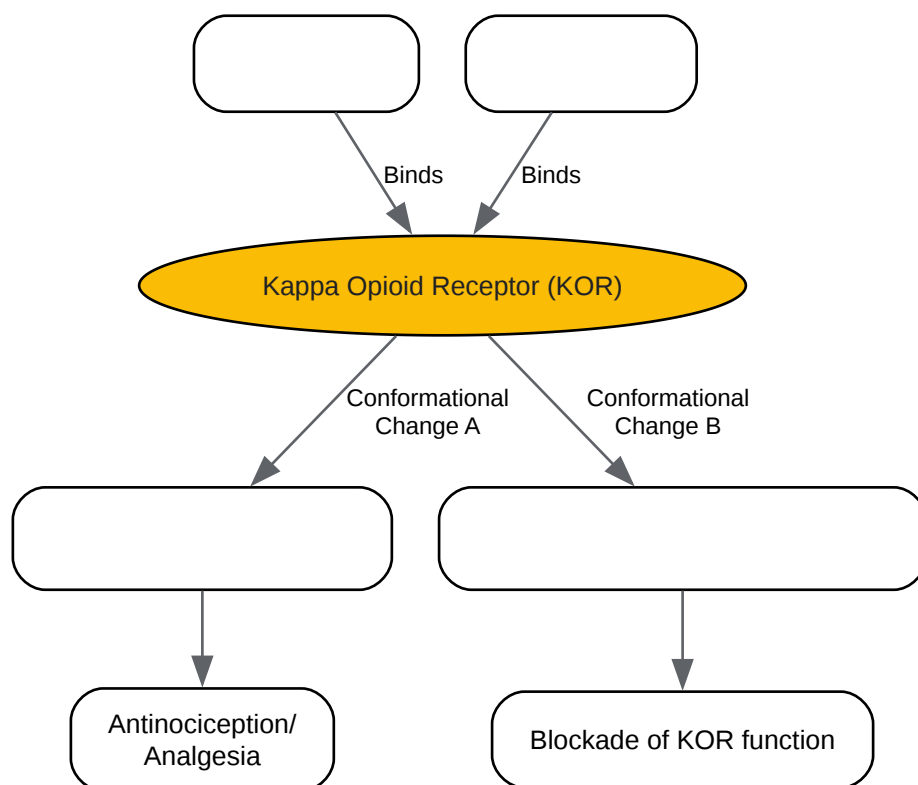 Binds
Binds
Kappa Opioid Receptor (KOR)
Conformational
Change A
Conformational
Change B
Antinociception/
Analgesia
Blockade of KOR function